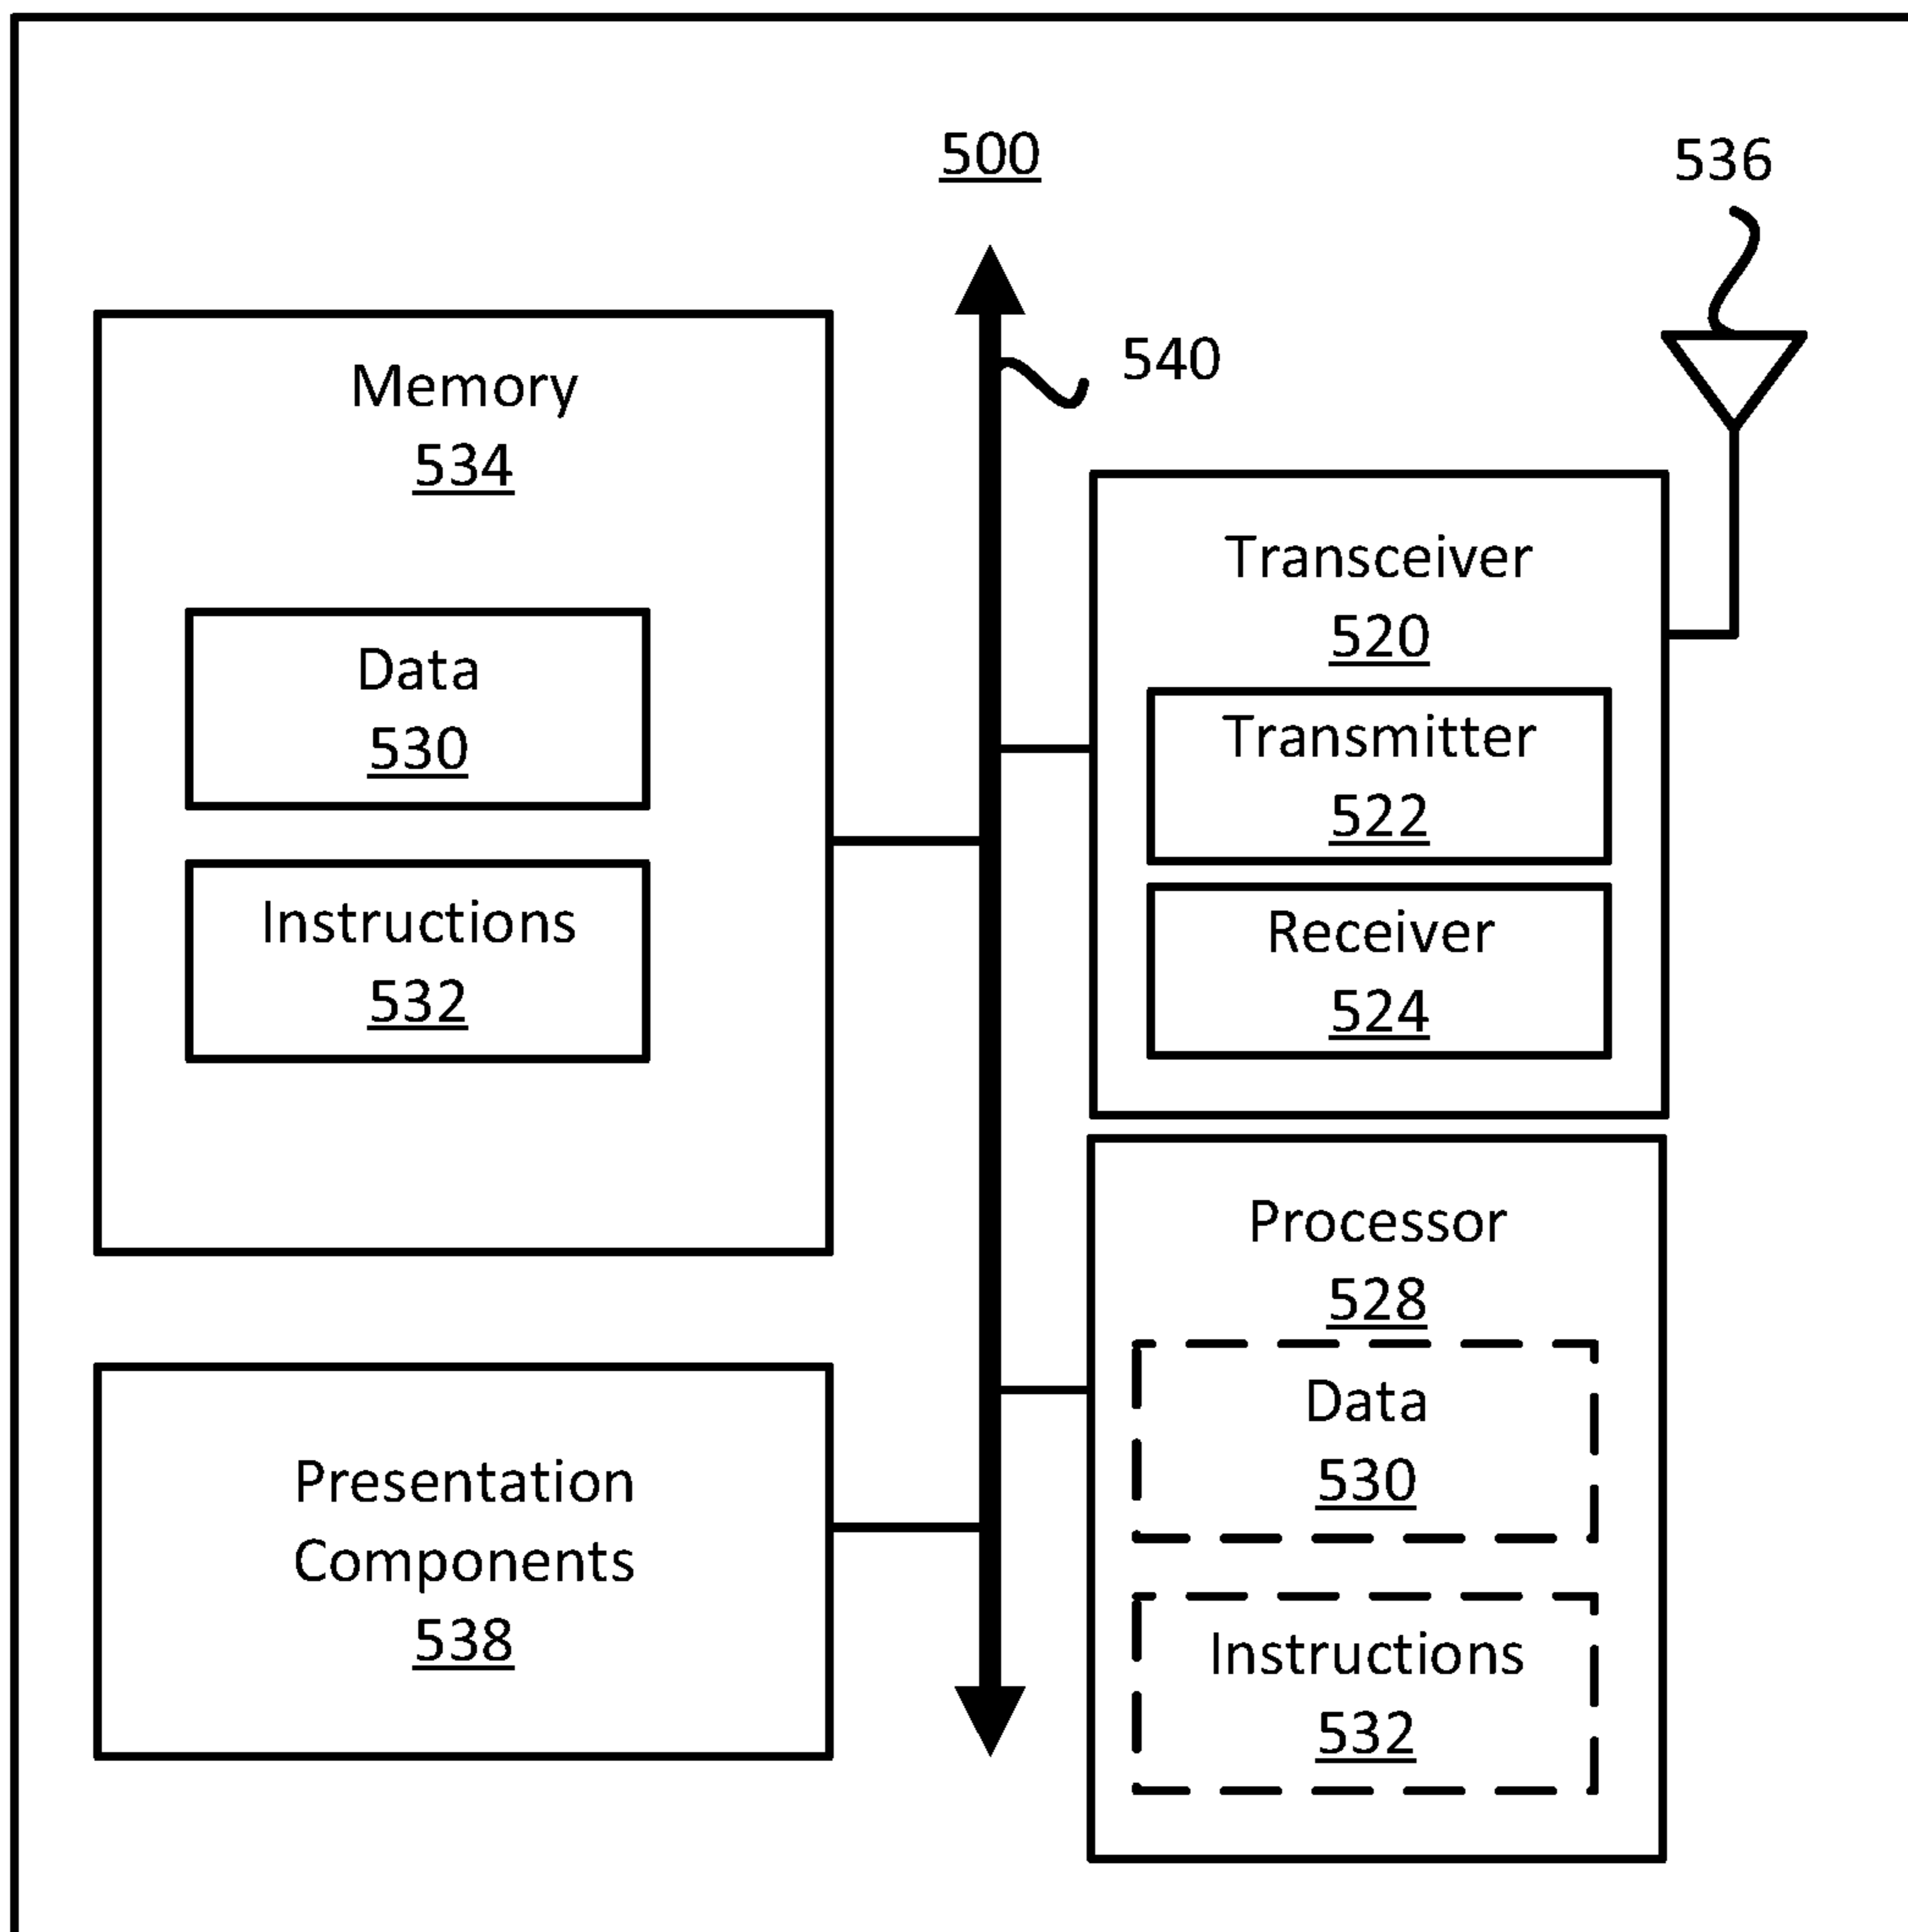 500
536
540
Memory
534
Data
530
Instructions
532
Transceiver
520
Transmitter
522
Receiver
524
Presentation
Components
538
Processor
528
Data
530
Instructions
532